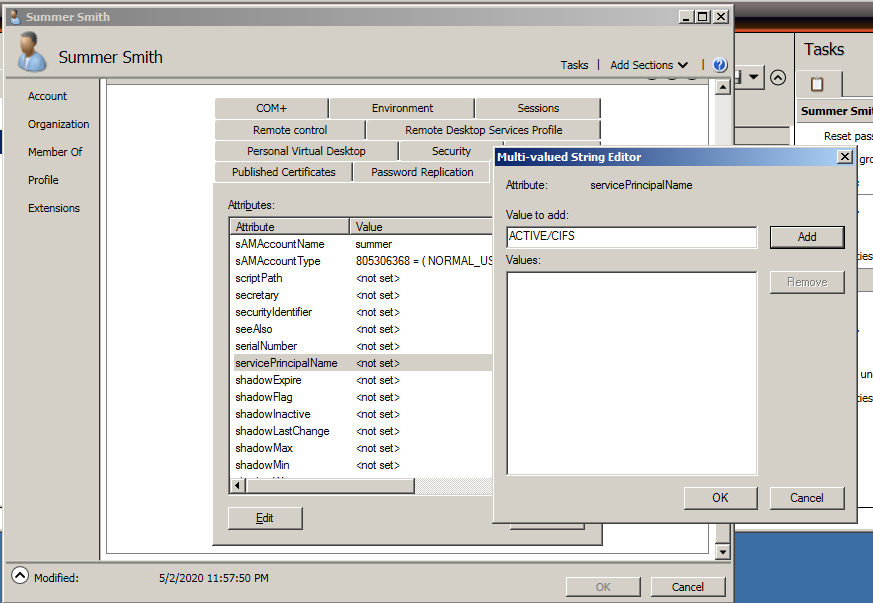 Summer Smith
Summer Smith
Tasks | Add Sections
Account
Organization
Member Of
Profile
Extensions
COM+ Environment Sessions
Remote control Remote Desktop Services Profile
Personal Virtual Desktop Security
Published Certificates Password Replication
Attributes:
Attribute Value
sAMAccountName summer
sAMAccountType 805306368 = ( NORMAL_US
scriptPath <not set>
secretary <not set>
securityIdentifier <not set>
seeAlso <not set>
serialNumber <not set>
servicePrincipalName <not set>
shadowExpire <not set>
shadowFlag <not set>
shadowInactive <not set>
shadowLastChange <not set>
shadowMax <not set>
shadowMin <not set>
Edit
Modified: 5/2/2020 11:57:50 PM
OK Cancel
Multi-valued String Editor
Attribute: servicePrincipalName
Value to add:
ACTIVE/CIFS
Add
Values:
Remove
OK Cancel
Tasks
Summer Smi
Reset pas